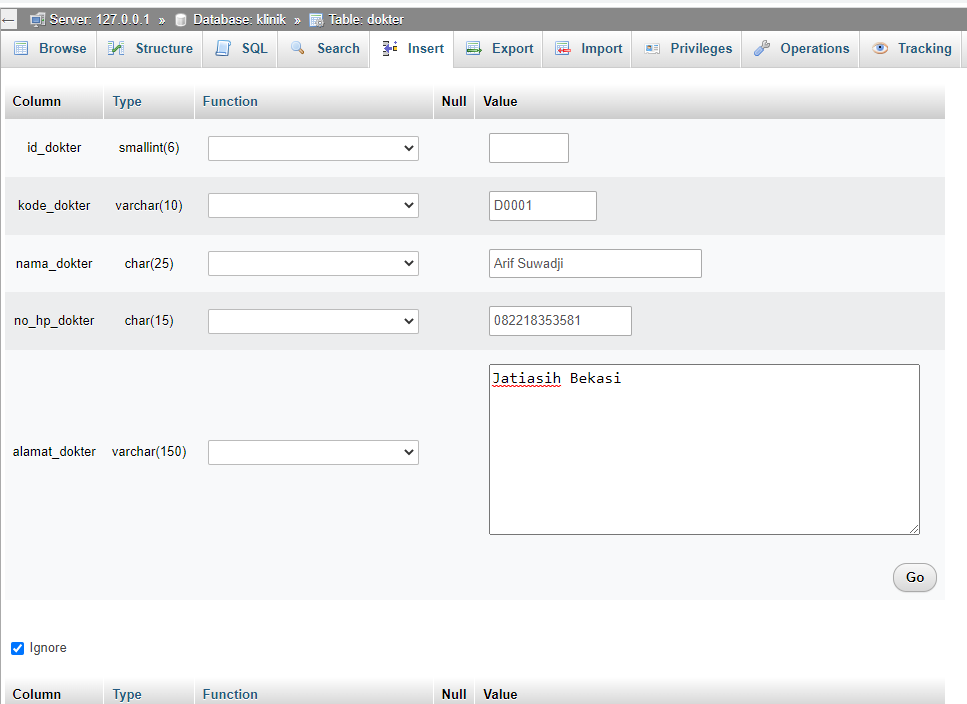 Server: 127.0.0.1 » Database: klinik » Table: dokter
Browse Structure SQL Search Insert Export Import Privileges Operations Tracking
Column Type Function Null Value
id_dokter smallint(6)
kode_dokter varchar(10) D0001
nama_dokter char(25) Arif Suwadji
no_hp_dokter char(15) 082218353581
Jatiasih Bekasi
alamat_dokter varchar(150)
Go
Ignore
Column Type Function Null Value